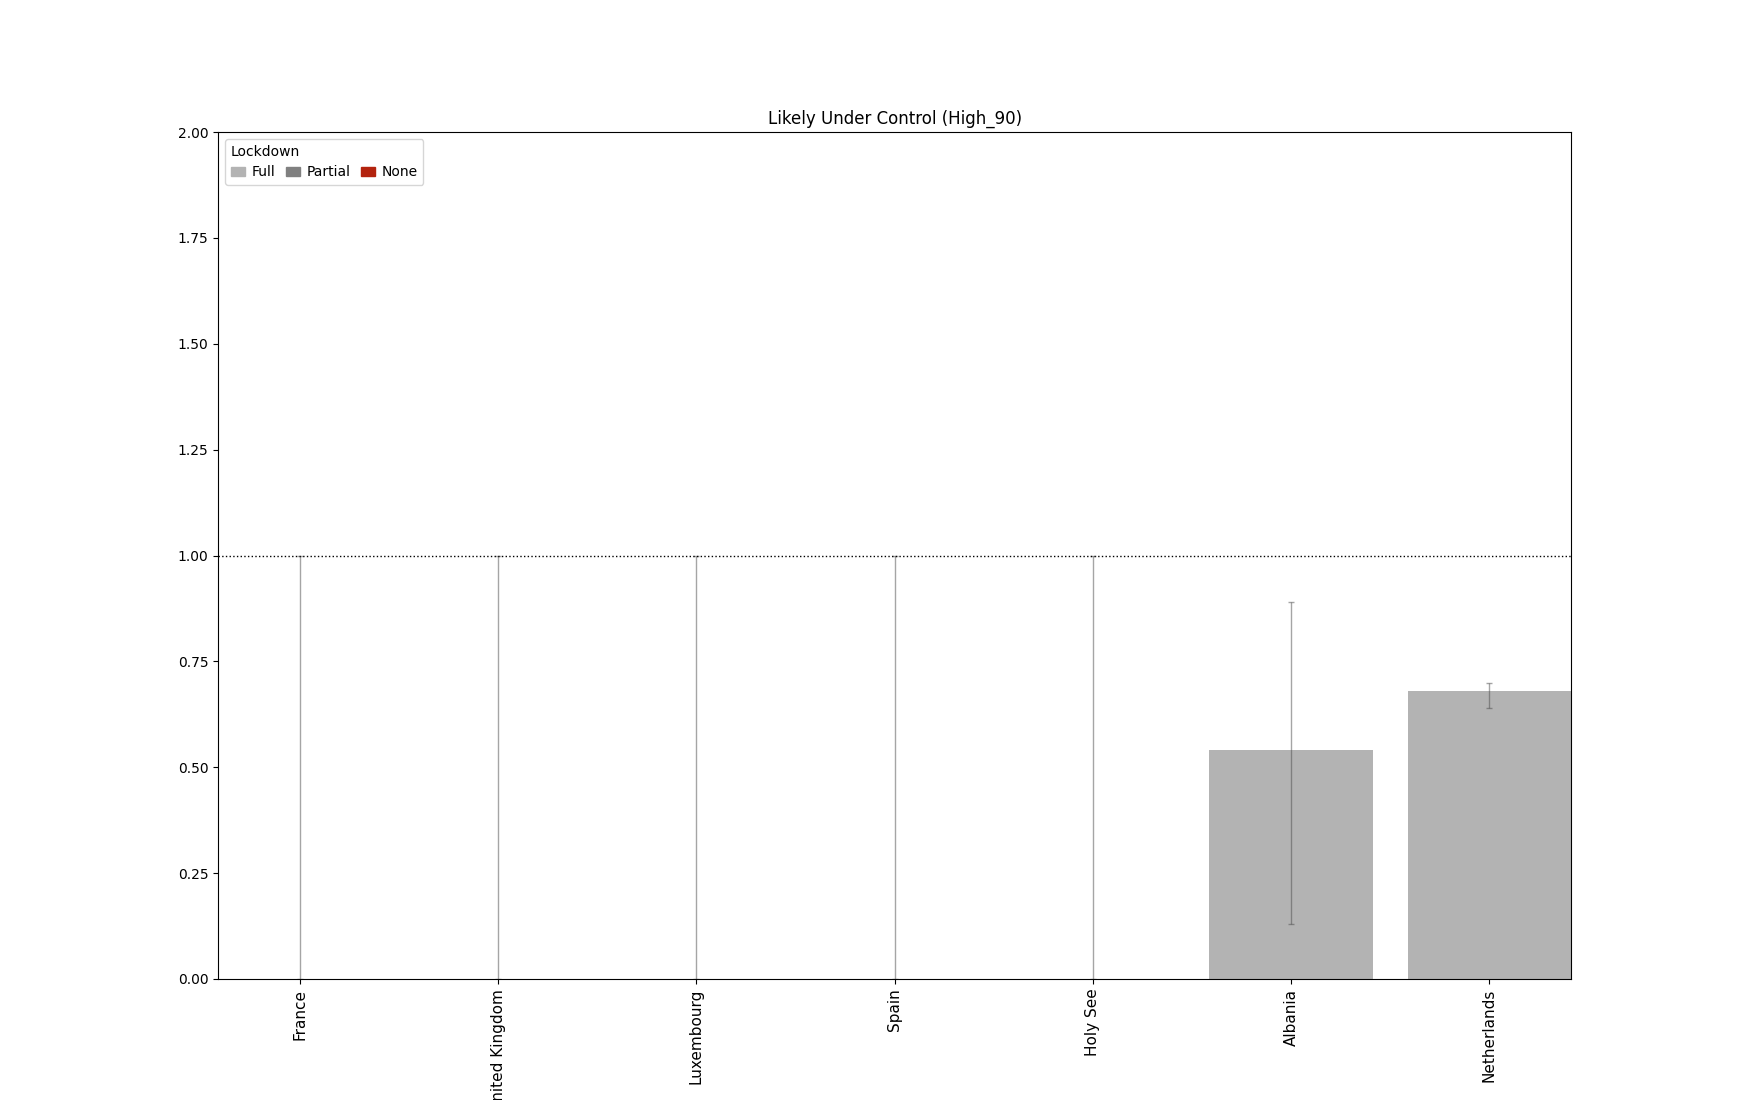 Likely Under Control (High_90)
2.00
Lockdown
Full Partial None
1.75
1.50
1.25
1.00
0.75
0.50
0.25
0.00
France
nited Kingdom
Luxembourg
Spain
Holy See
Albania
Netherlands